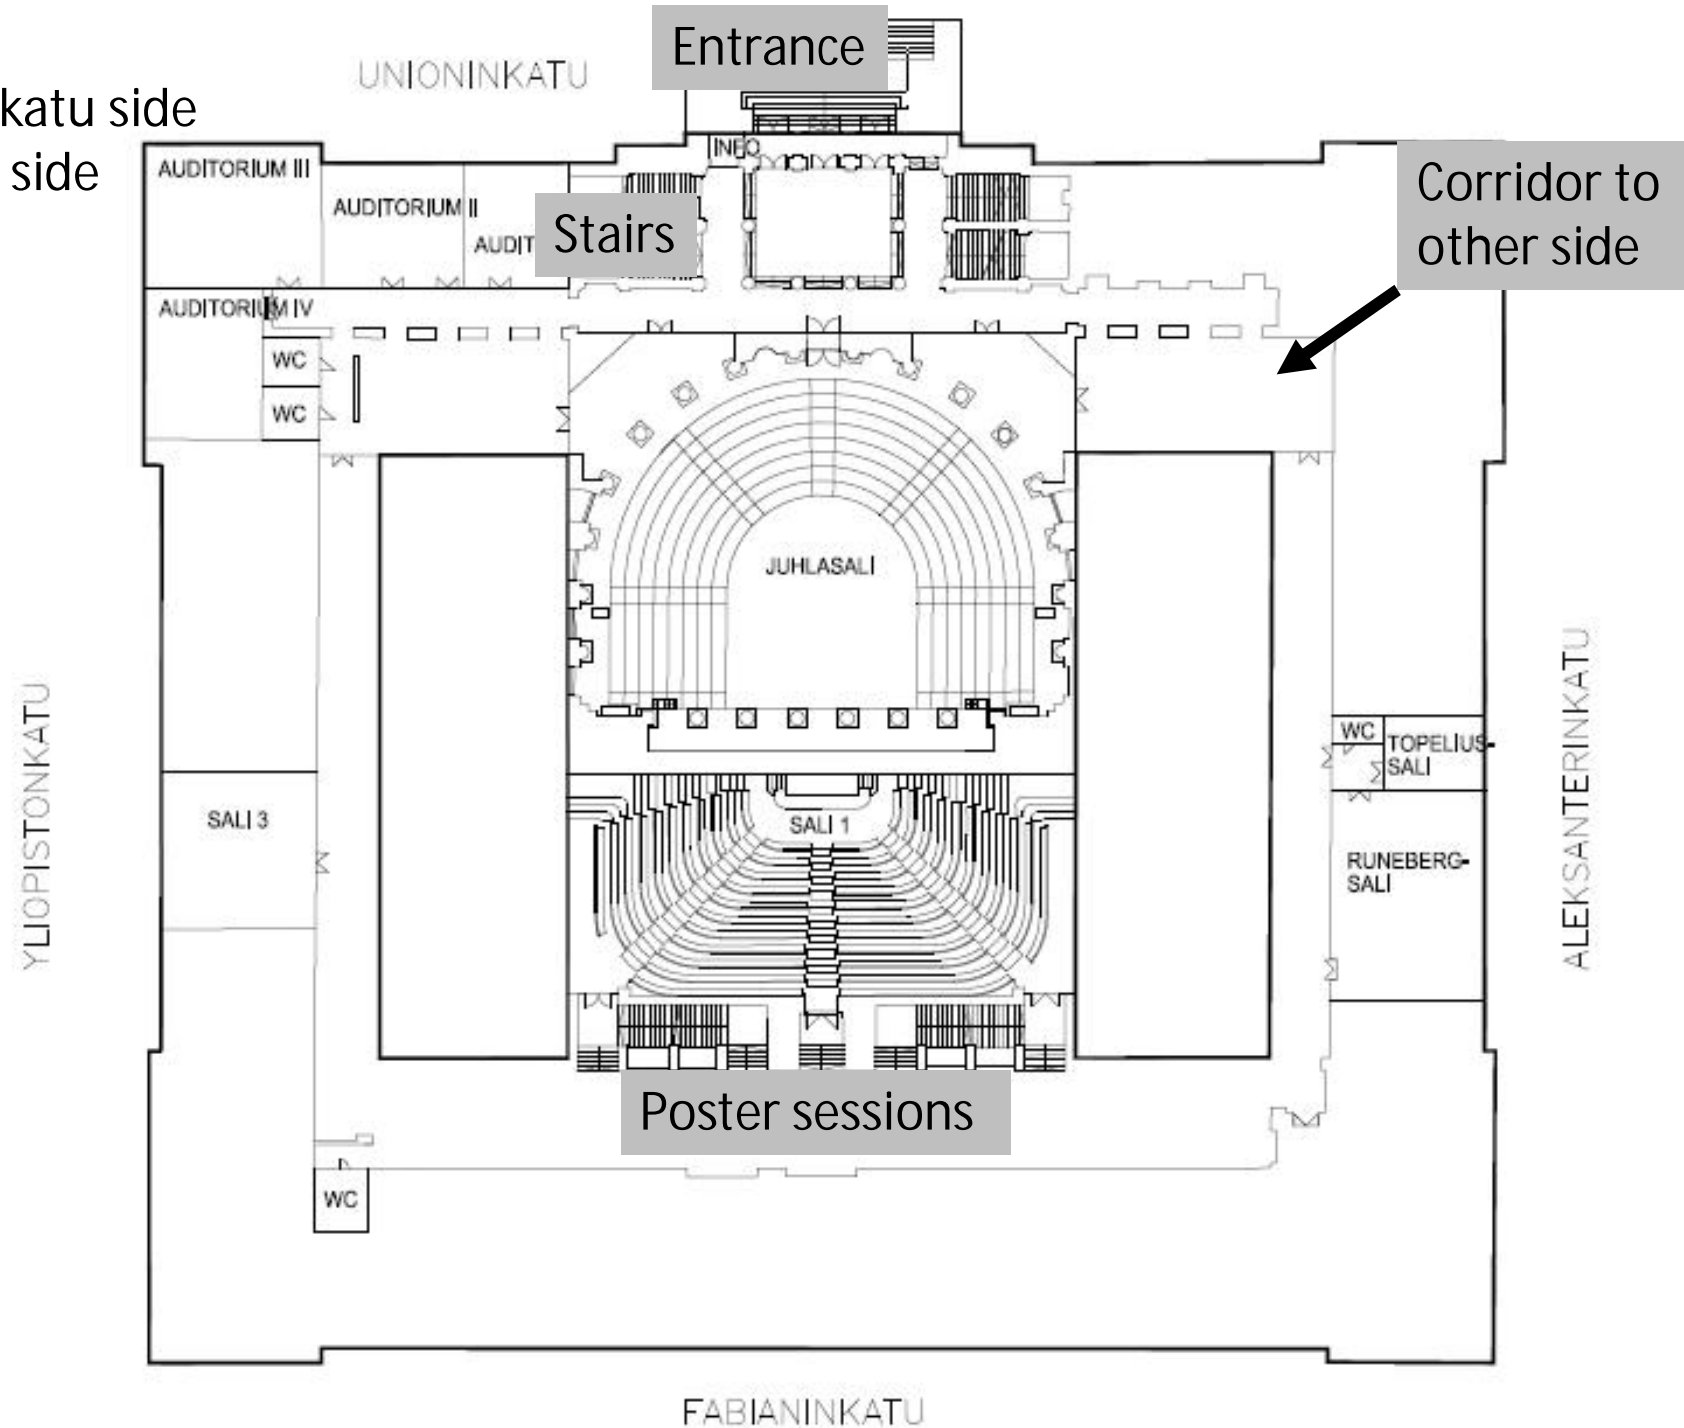 Entrance
UNIONINKATU
katu side
side
INFO
AUDITORIUM III
AUDITORIUM II
AUDIT
Stairs
Corridor to
other side
AUDITORIUM IV
WC
WC
JUHLASALI
YLIOPISTONKATU
ALEKSANTERINKATU
WC
TOPELIUS-
SALI
SALI 3
SALI 1
RUNEBERG-
SALI
Poster sessions
WC
FABIANINKATU